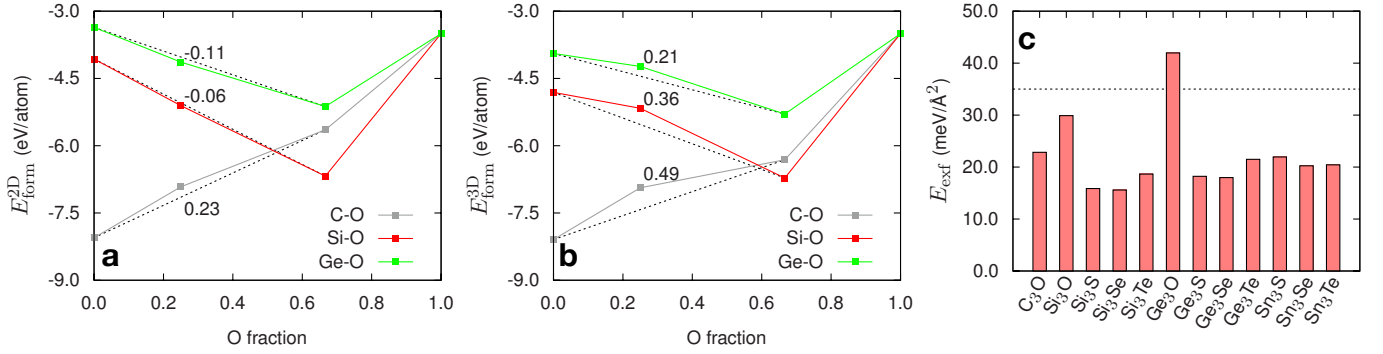 -3.0
-4.5
-6.0
-7.5
-9.0
0.0
0.2
0.4
0.6
0.8
1.0
E^2D_form (eV/atom)
O fraction
-0.11
-0.06
0.23
C-O
Si-O
Ge-O
a
-3.0
-4.5
-6.0
-7.5
-9.0
0.0
0.2
0.4
0.6
0.8
1.0
E^3D_form (eV/atom)
O fraction
0.21
0.36
0.49
C-O
Si-O
Ge-O
b
50.0
40.0
30.0
20.0
10.0
0.0
E_exf (meV/Å²)
c
C₃O
Si₃O
Si₃S
Si₃Se
Si₃Te
Ge₃O
Ge₃S
Ge₃Se
Ge₃Te
Sn₃S
Sn₃Se
Sn₃Te